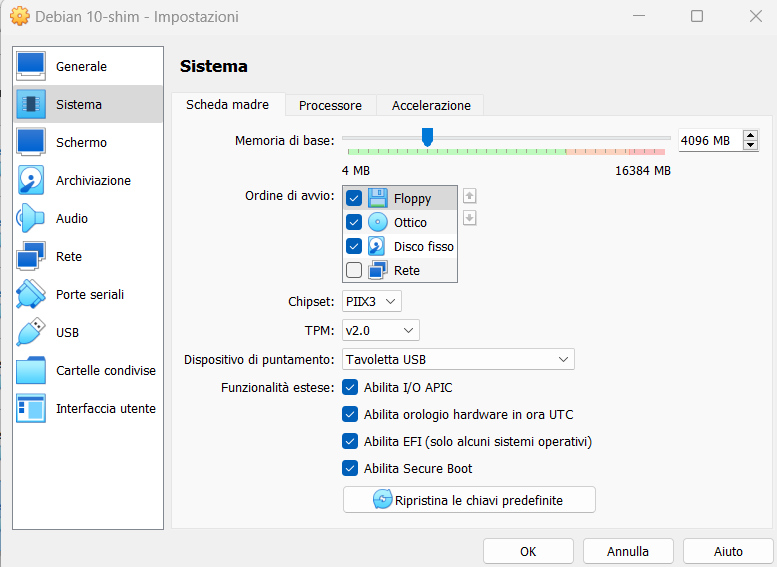 Debian 10-shim - Impostazioni
Generale
Sistema
Schermo
Archiviazione
Audio
Rete
Porte seriali
USB
Cartelle condivise
Interfaccia utente
Sistema
Scheda madre Processore Accelerazione
Memoria di base: 4096 MB
4 MB 16384 MB
Ordine di avvio: Floppy
Ottico
Disco fisso
Rete
Chipset: PIIX3
TPM: v2.0
Dispositivo di puntamento: Tavoletta USB
Funzionalità estese: Abilita I/O APIC
Abilita orologio hardware in ora UTC
Abilita EFI (solo alcuni sistemi operativi)
Abilita Secure Boot
Ripristina le chiavi predefinite
OK Annulla Aiuto